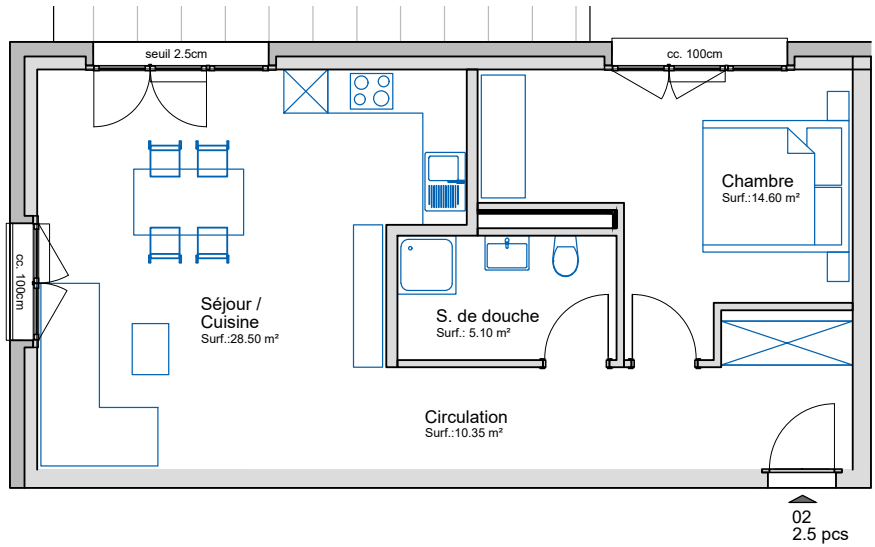 seuil 2.5cm
cc. 100cm
Chambre
Surf.:14.60 m²
cc. 100cm
Séjour /
Cuisine
Surf.:28.50 m²
S. de douche
Surf.: 5.10 m²
Circulation
Surf.:10.35 m²
02
2.5 pcs